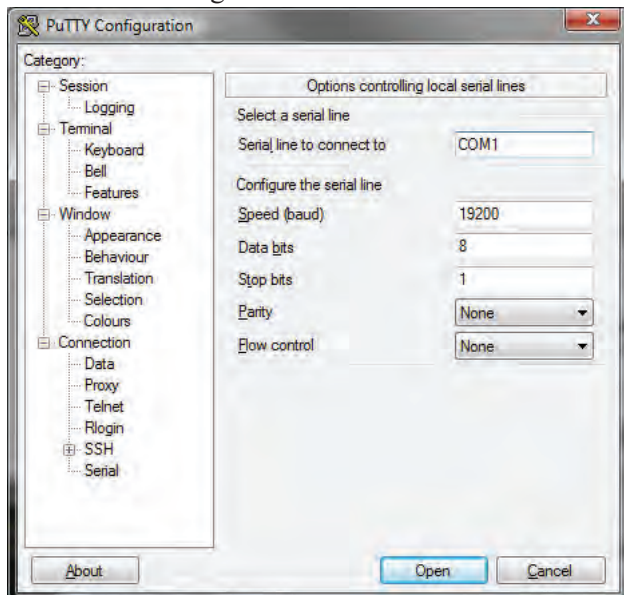 PuTTY Configuration
Category:
Session
Logging
Terminal
Keyboard
Bell
Features
Window
Appearance
Behaviour
Translation
Selection
Colours
Connection
Data
Proxy
Telnet
Rlogin
SSH
Serial
Options controlling local serial lines
Select a serial line
Serial line to connect to COM1
Configure the serial line
Speed (baud) 19200
Data bits 8
Stop bits 1
Parity None
Flow control None
About Open Cancel